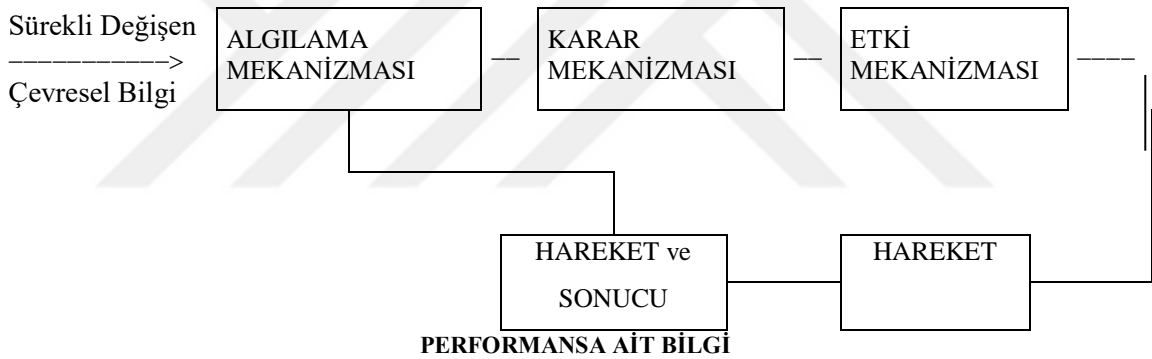 Sürekli Değişen
––––––––––––>
Çevresel Bilgi
ALGILAMA
MEKANİZMASI
KARAR
MEKANİZMASI
ETKİ
MEKANİZMASI
HAREKET ve
SONUCU
HAREKET
PERFORMANSA AİT BİLGİ